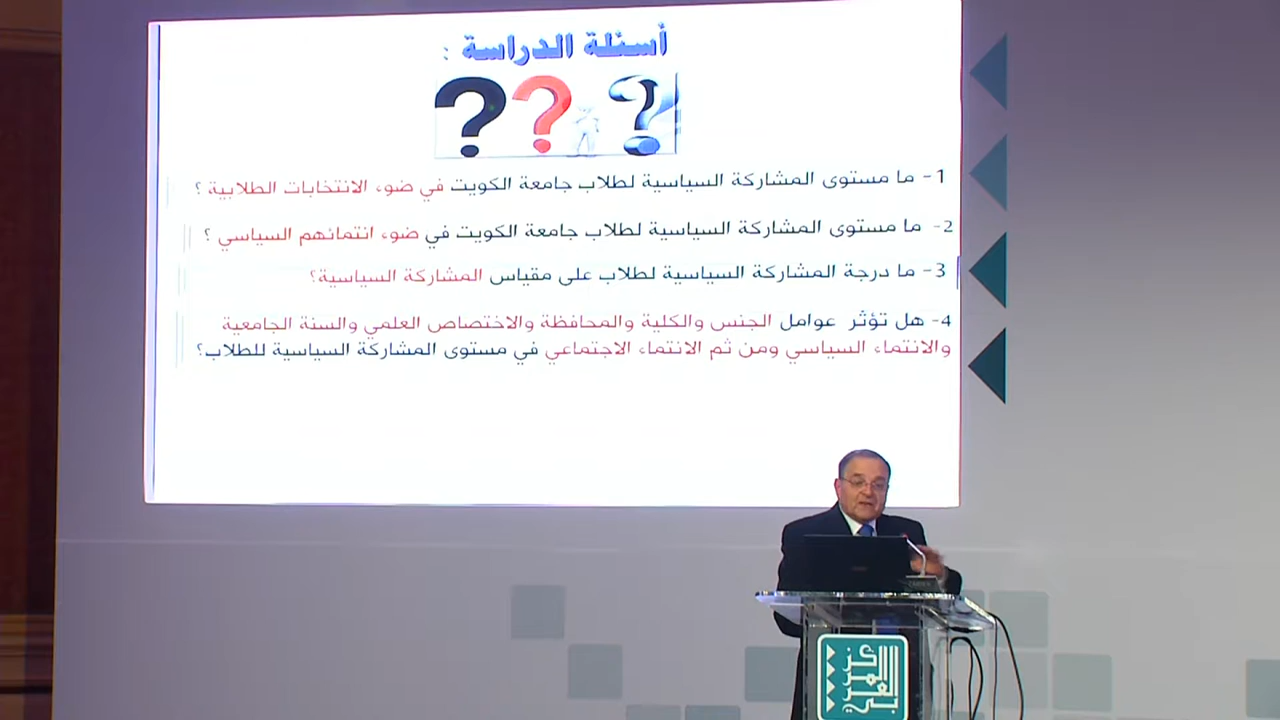 أسئلة الدراسة :
1- ما مستوى المشاركة السياسية لطلاب جامعة الكويت في ضوء الانتخابات الطلابية ؟
2- ما مستوى المشاركة السياسية لطلاب جامعة الكويت في ضوء انتمائهم السياسي ؟
3- ما درجة المشاركة السياسية لطلاب على مقياس المشاركة السياسية؟
4- هل تؤثر عوامل الجنس والكلية والمحافظة والاختصاص العلمي والسنة الجامعية
والانتماء السياسي ومن ثم الانتماء الاجتماعي في مستوى المشاركة السياسية للطلاب؟